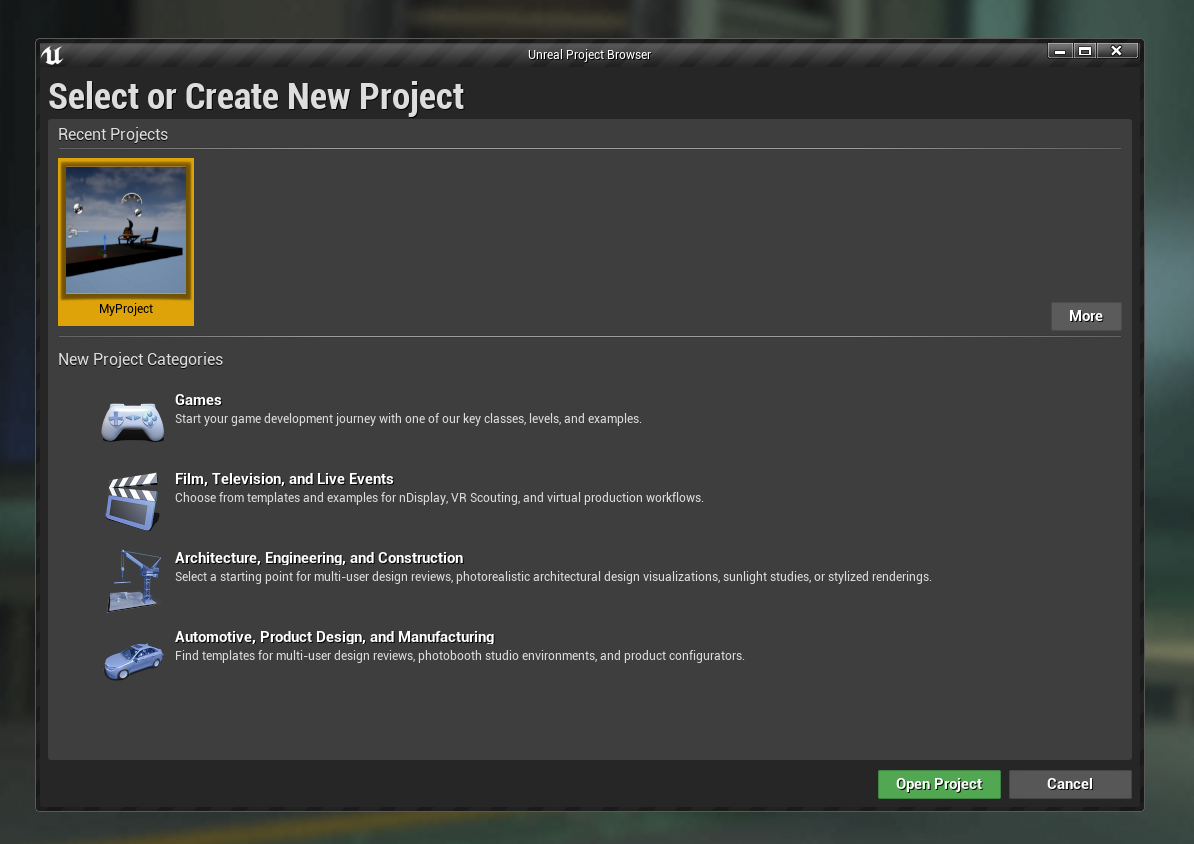 Unreal Project Browser
Select or Create New Project
Recent Projects
MyProject
More
New Project Categories
Games
Start your game development journey with one of our key classes, levels, and examples.
Film, Television, and Live Events
Choose from templates and examples for nDisplay, VR Scouting, and virtual production workflows.
Architecture, Engineering, and Construction
Select a starting point for multi-user design reviews, photorealistic architectural design visualizations, sunlight studies, or stylized renderings.
Automotive, Product Design, and Manufacturing
Find templates for multi-user design reviews, photobooth studio environments, and product configurators.
Open Project
Cancel